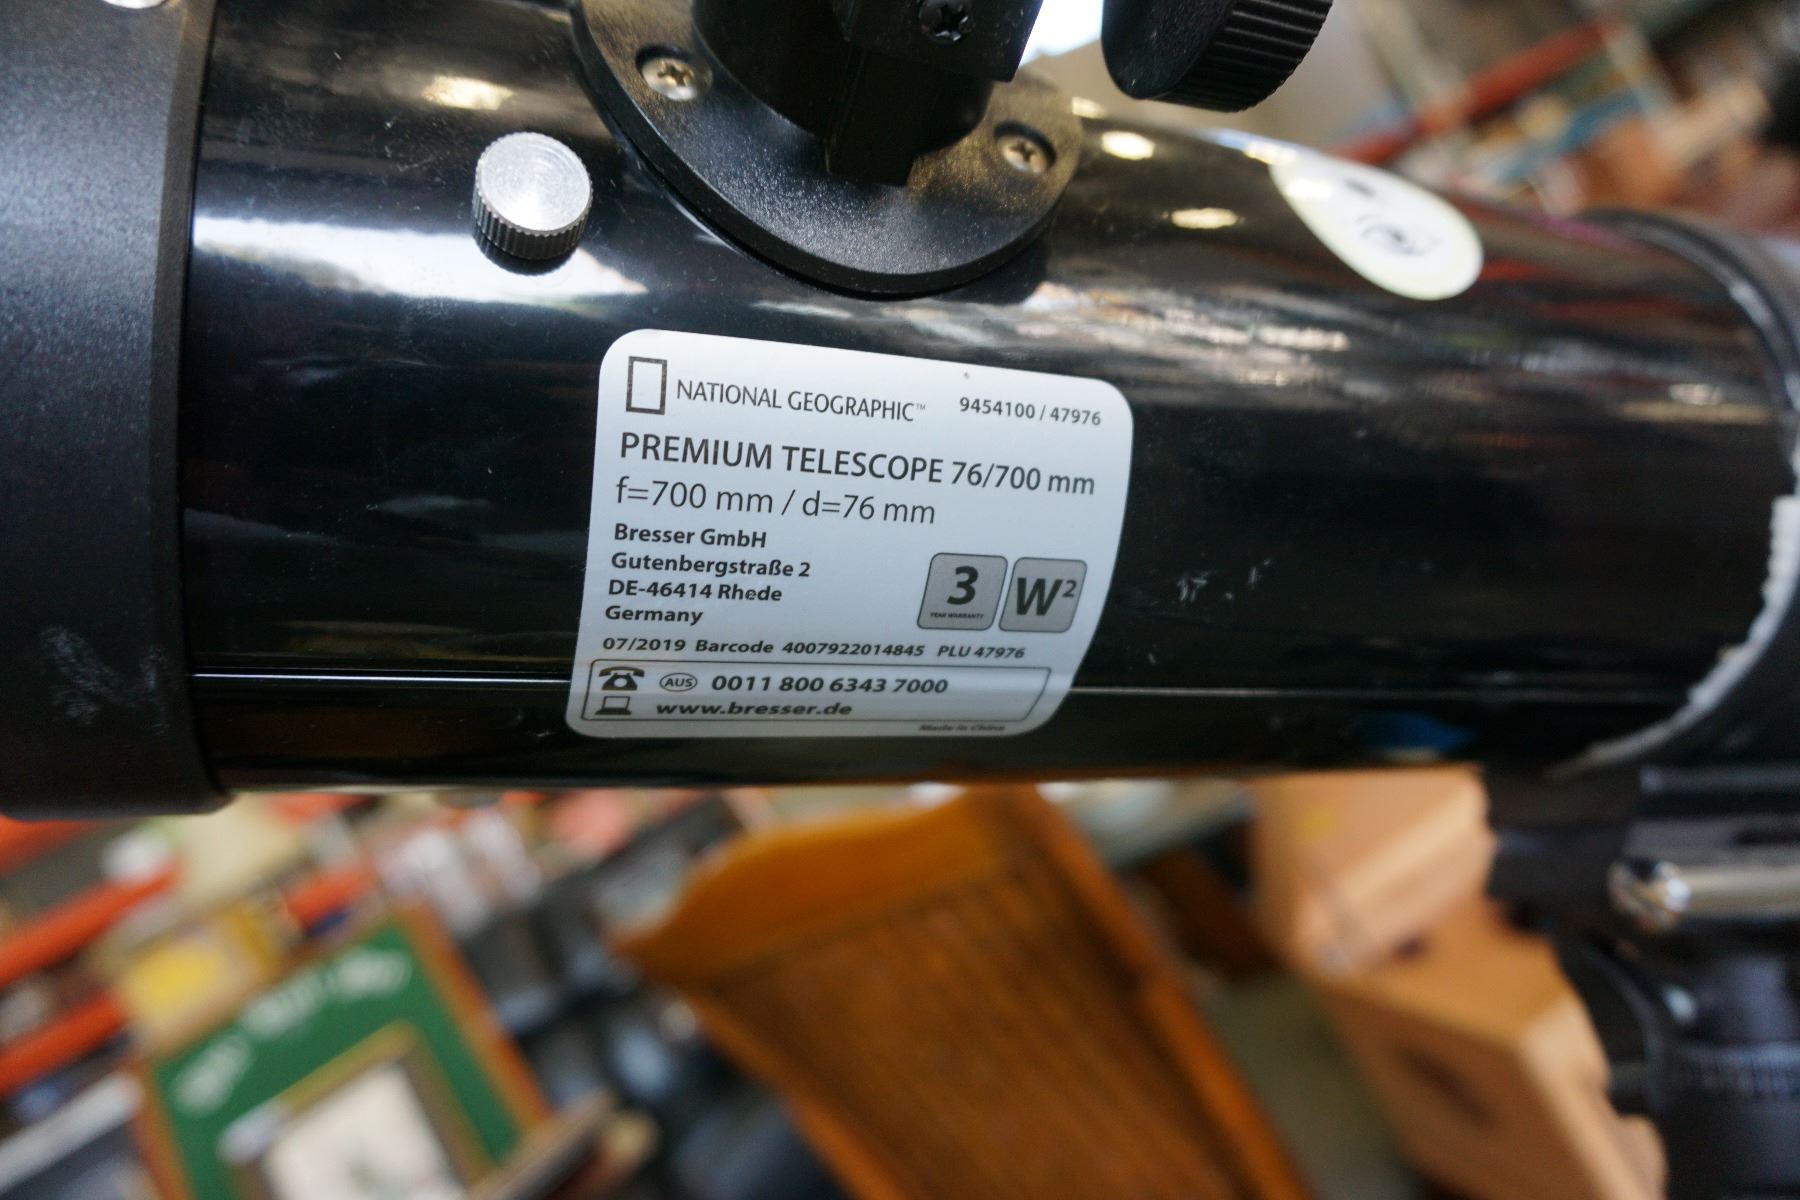 NATIONAL GEOGRAPHIC™ 9454100 / 47976
PREMIUM TELESCOPE 76/700 mm
f=700 mm / d=76 mm
Bresser GmbH
Gutenbergstraße 2
DE-46414 Rhede
Germany
3
YEAR WARRANTY
W²
07/2019 Barcode 4007922014845 PLU 47976
AUS 0011 800 6343 7000
www.bresser.de
Made in China